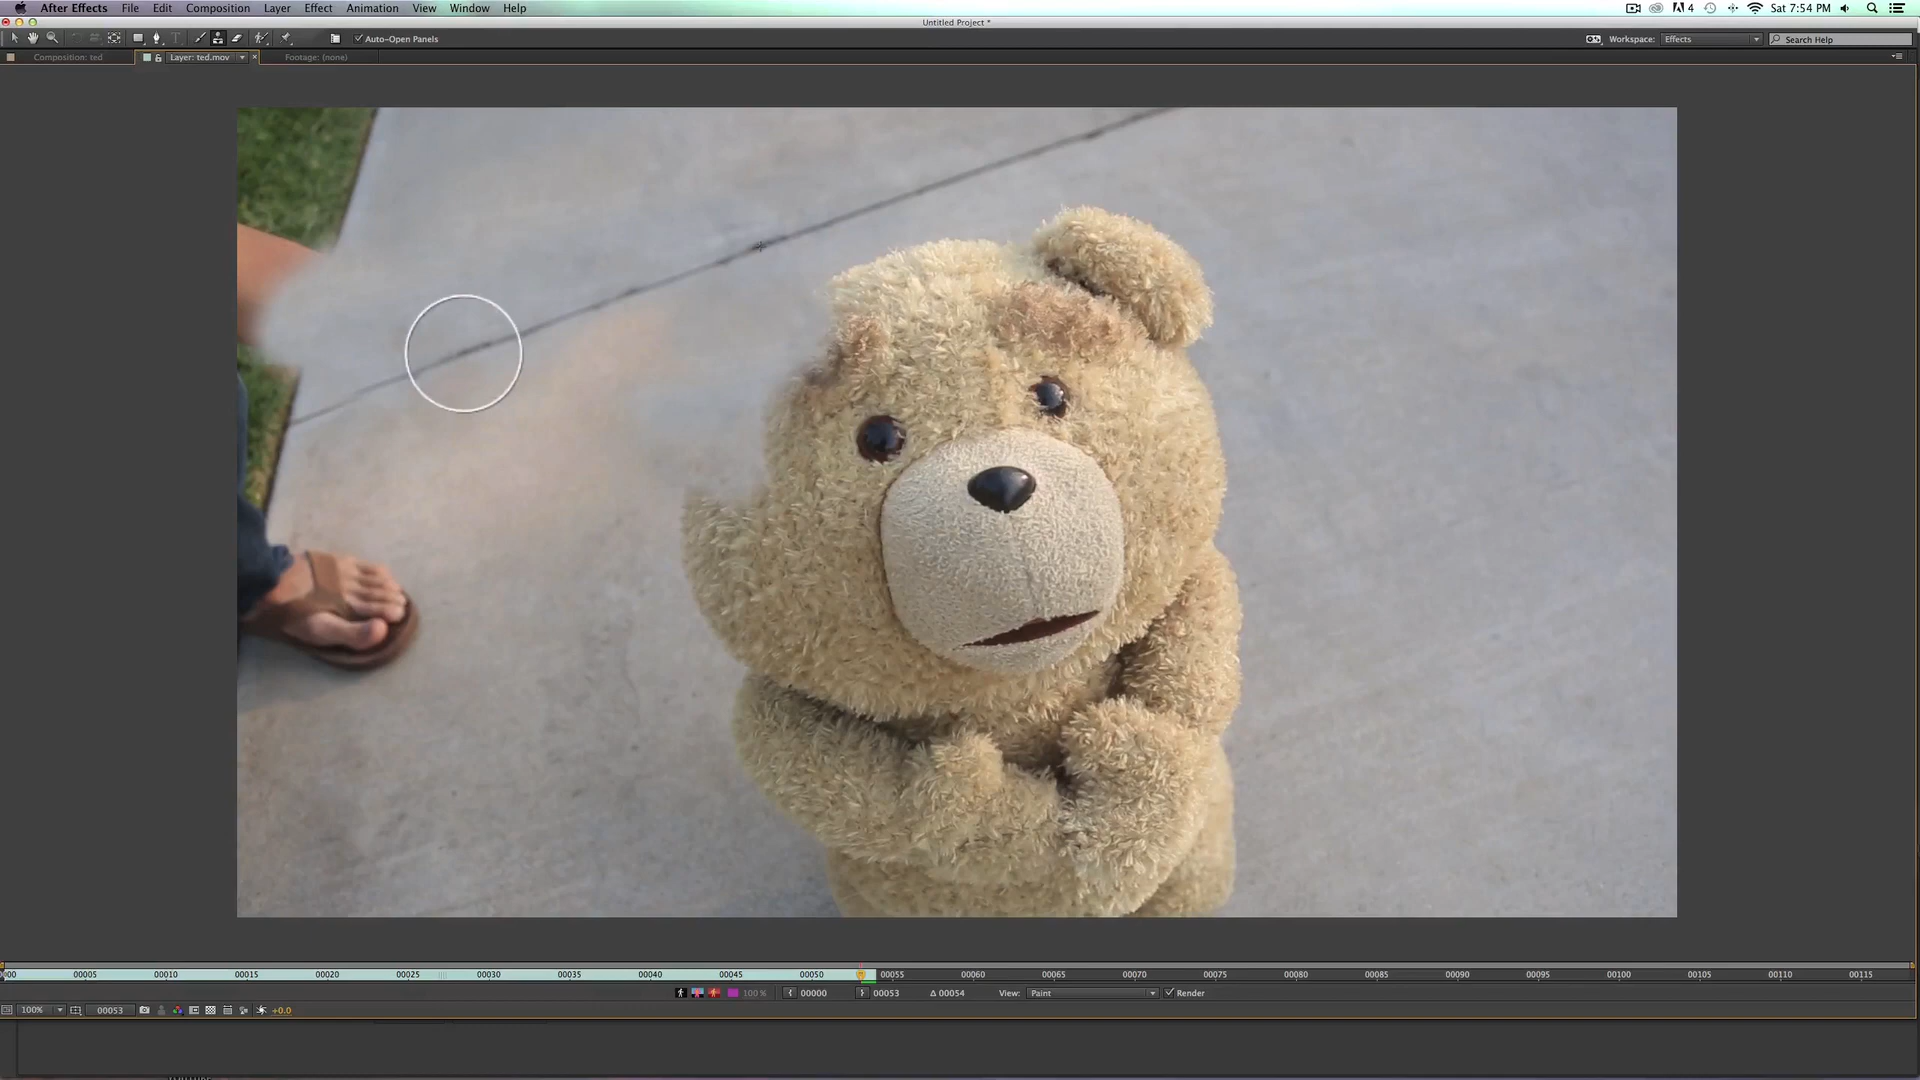 After Effects File Edit Composition Layer Effect Animation View Window Help 4 Sat 7:54 PM
Untitled Project *
Auto-Open Panels Workspace: Effects Search Help
Composition: ted Layer: ted.mov Footage: (none)
00005 00010 00015 00020 00025 00030 00035 00040 00045 00050 00055 00060 00065 00070 00075 00080 00085 00090 00095 00100 00105 00110 00115
100 % 00000 00053 Δ 00054 View: Paint Render
100% 00053 +0.0